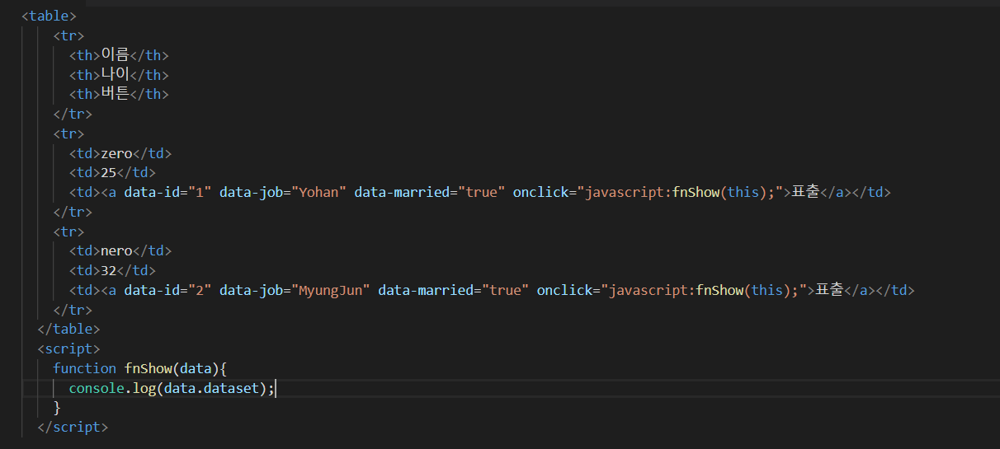 <table>
<tr>
<th>이름</th>
<th>나이</th>
<th>버튼</th>
</tr>
<tr>
<td>zero</td>
<td>25</td>
<td><a data-id="1" data-job="Yohan" data-married="true" onclick="javascript:fnShow(this);">표출</a></td>
</tr>
<tr>
<td>nero</td>
<td>32</td>
<td><a data-id="2" data-job="MyungJun" data-married="true" onclick="javascript:fnShow(this);">표출</a></td>
</tr>
</table>
<script>
function fnShow(data){
console.log(data.dataset);
}
</script>